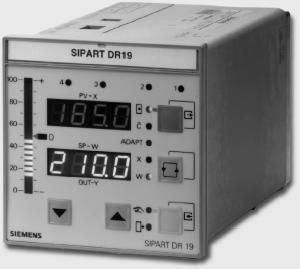 SIPART DR19
4 3 2 1
100 +
PV-X
185.0
80
C̄
60
D
ADAPT
40
SP-W
X
210.0
20
W
0
OUT-Y
SIEMENS
SIPART DR 19